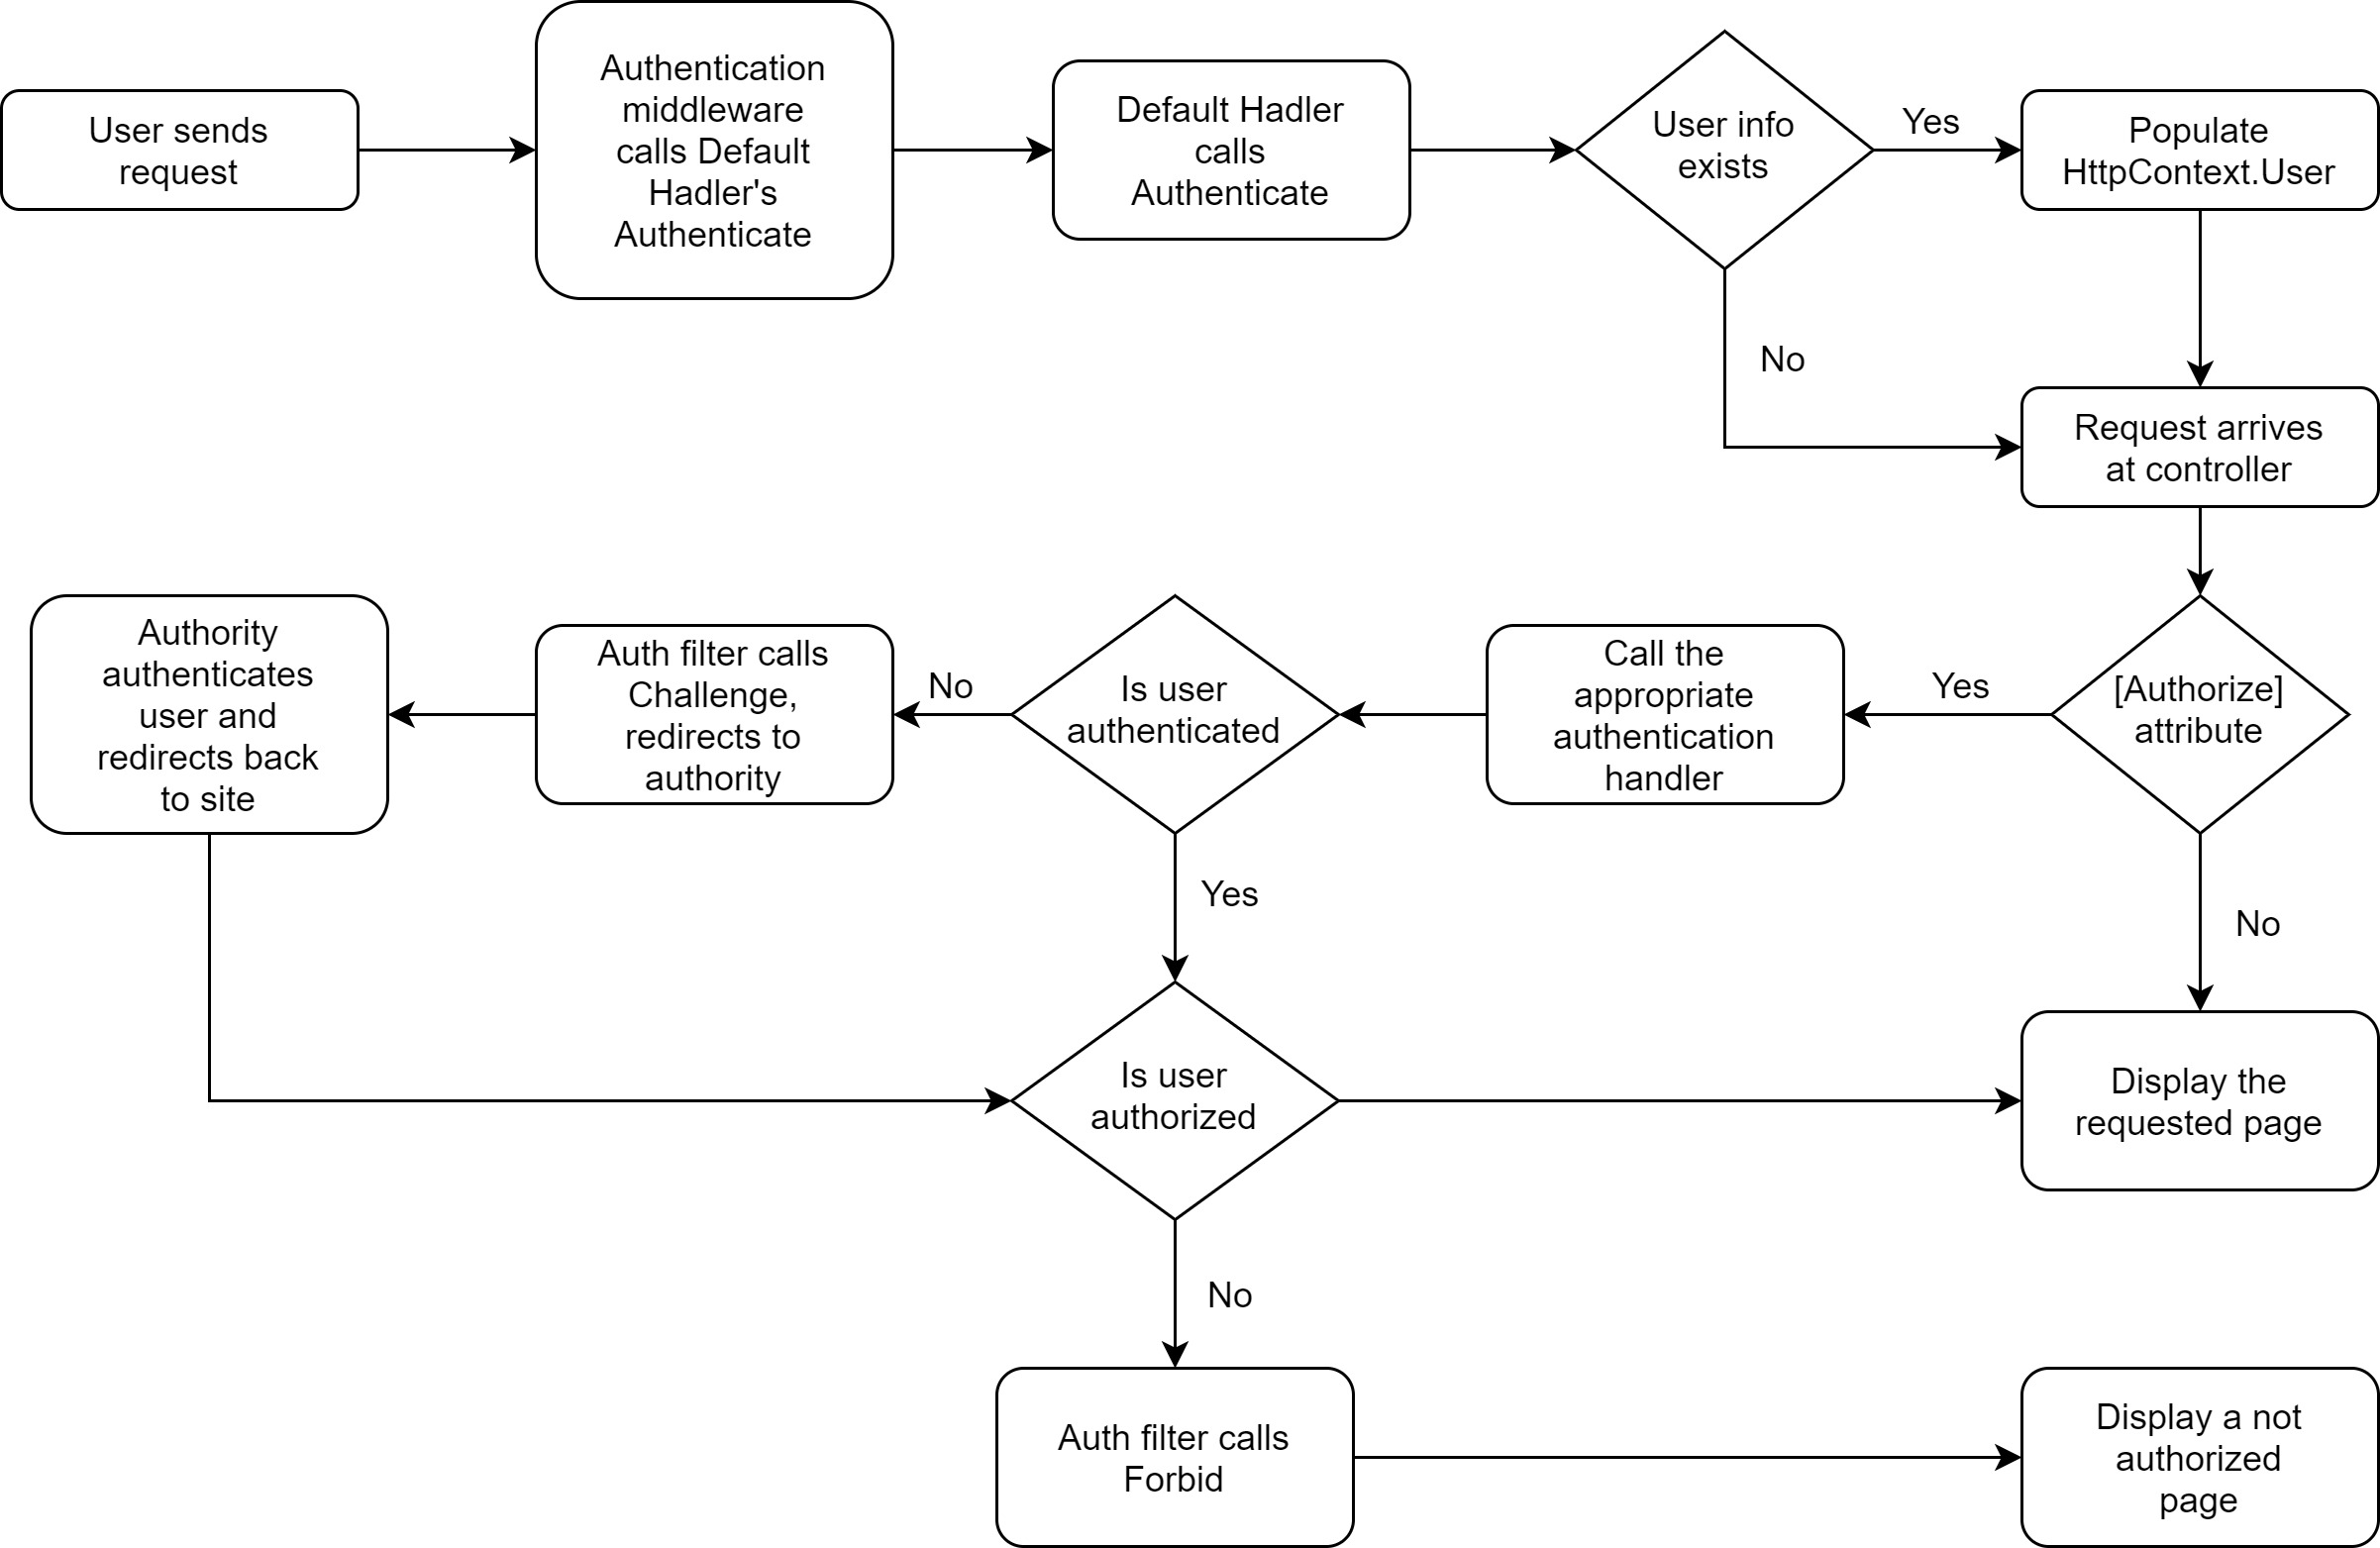 User sends
request
Authentication
middleware
calls Default
Hadler's
Authenticate
Default Hadler
calls
Authenticate
User info
exists
Yes
Populate
HttpContext.User
No
Request arrives
at controller
[Authorize]
attribute
Yes
No
Call the
appropriate
authentication
handler
Is user
authenticated
No
Auth filter calls
Challenge,
redirects to
authority
Authority
authenticates
user and
redirects back
to site
Yes
Is user
authorized
Display the
requested page
No
Auth filter calls
Forbid
Display a not
authorized
page